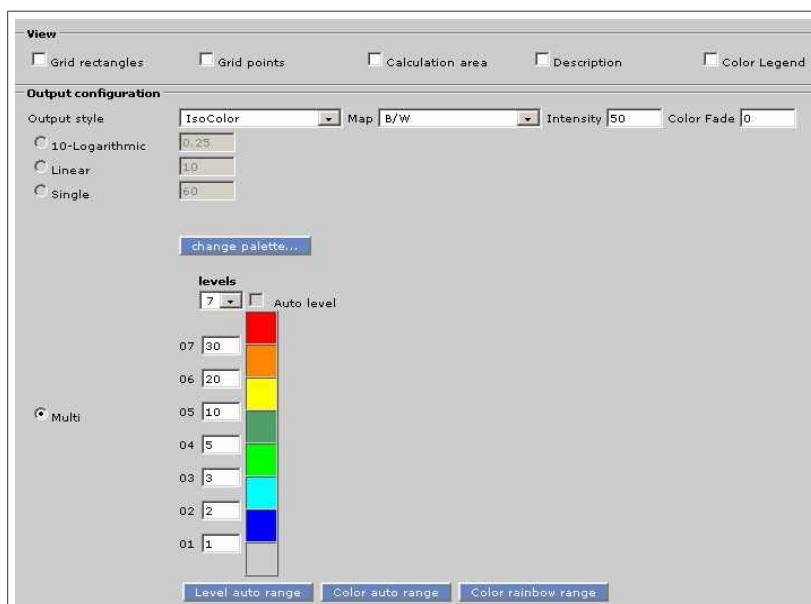 View
Grid rectangles Grid points Calculation area Description Color Legend
Output configuration
Output style IsoColor Map B/W Intensity 50 Color Fade 0
10-Logarithmic 0.25
Linear 10
Single 60
change palette...
levels
7 Auto level
07 30
06 20
05 10
Multi
04 5
03 3
02 2
01 1
Level auto range Color auto range Color rainbow range